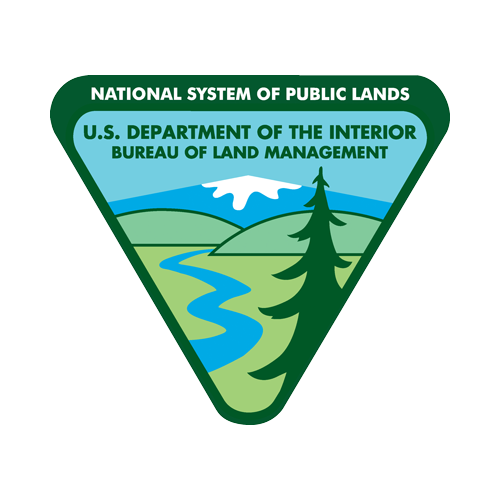 NATIONAL SYSTEM OF PUBLIC LANDS
U.S. DEPARTMENT OF THE INTERIOR
BUREAU OF LAND MANAGEMENT